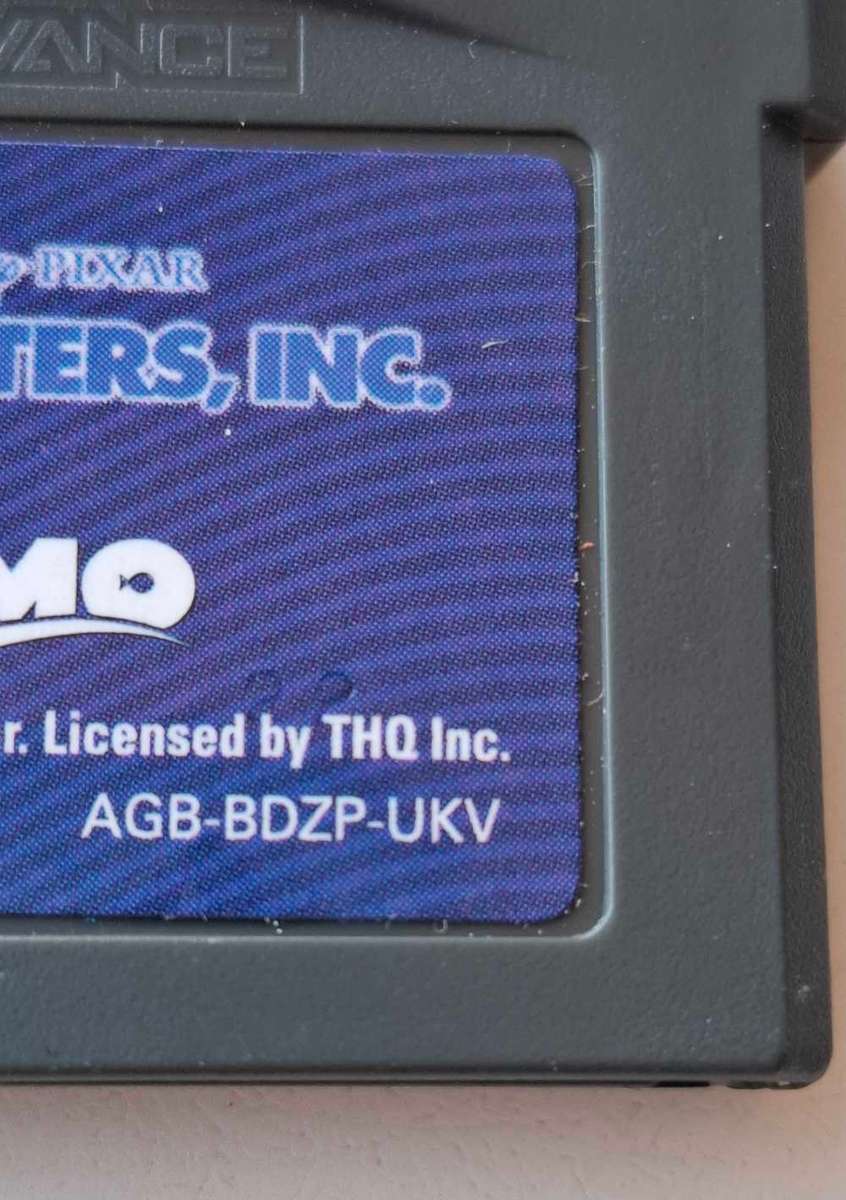 VANCE
PIXAR
TERS, INC.
MO
r. Licensed by THQ Inc.
AGB-BDZP-UKV